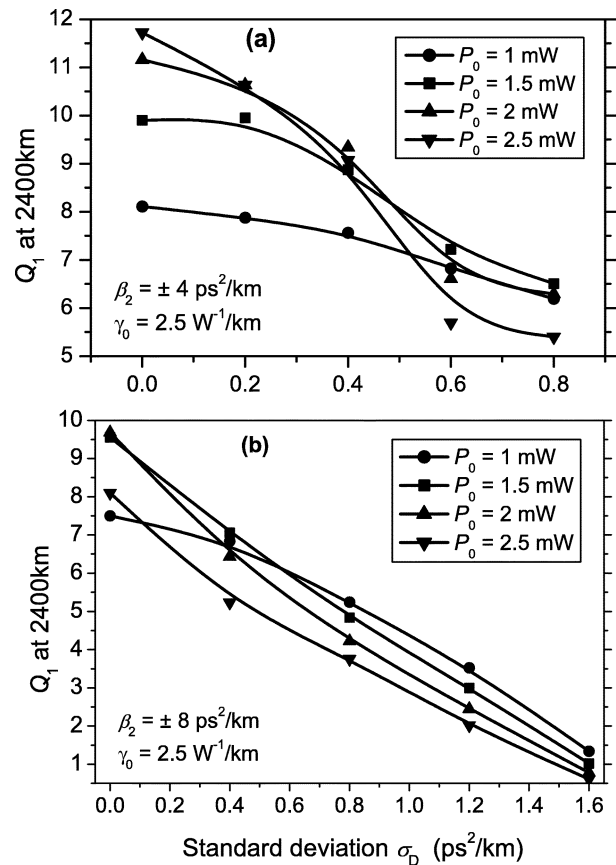 (a)
P₀ = 1 mW
P₀ = 1.5 mW
P₀ = 2 mW
P₀ = 2.5 mW
12
11
10
9
8
7
6
5
Q₁ at 2400km
β₂ = ± 4 ps²/km
γ₀ = 2.5 W⁻¹/km
0.0 0.2 0.4 0.6 0.8
(b)
P₀ = 1 mW
P₀ = 1.5 mW
P₀ = 2 mW
P₀ = 2.5 mW
10
9
8
7
6
5
4
3
2
1
Q₁ at 2400km
β₂ = ± 8 ps²/km
γ₀ = 2.5 W⁻¹/km
0.0 0.2 0.4 0.6 0.8 1.0 1.2 1.4 1.6
Standard deviation σ_D (ps²/km)